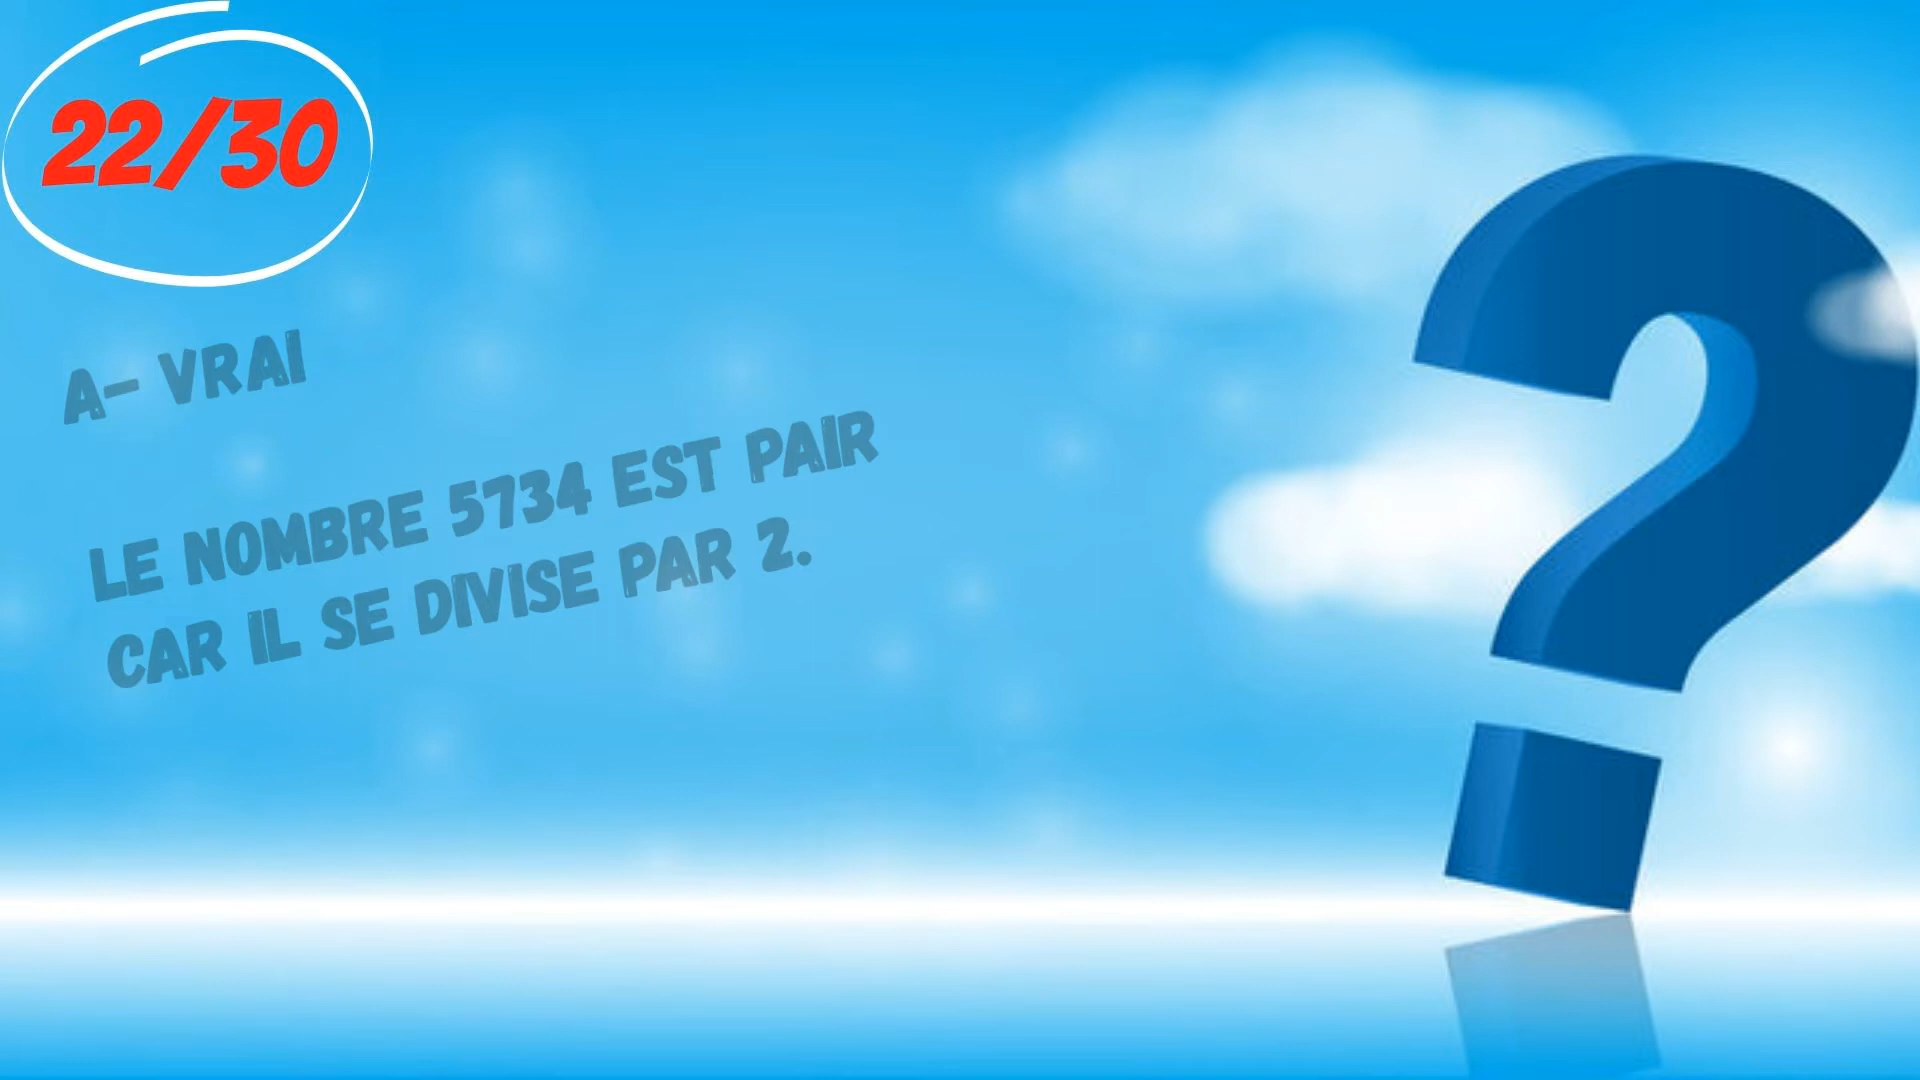 22/30
A- VRAI
LE NOMBRE 5734 EST PAIR
CAR IL SE DIVISE PAR 2.